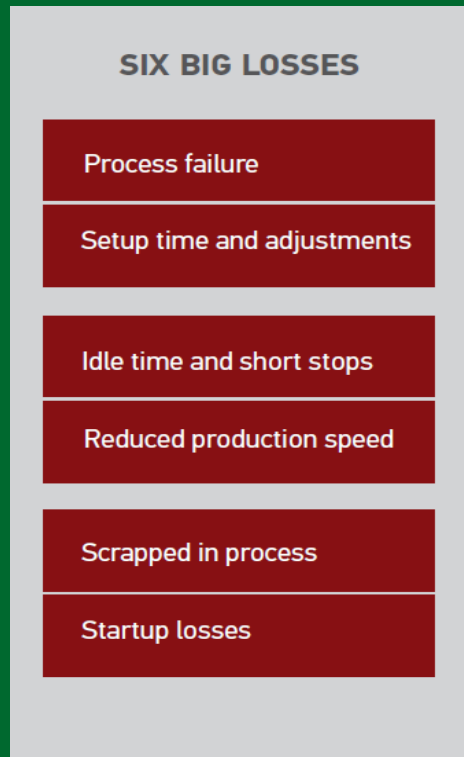 SIX BIG LOSSES
Process failure
Setup time and adjustments
Idle time and short stops
Reduced production speed
Scrapped in process
Startup losses